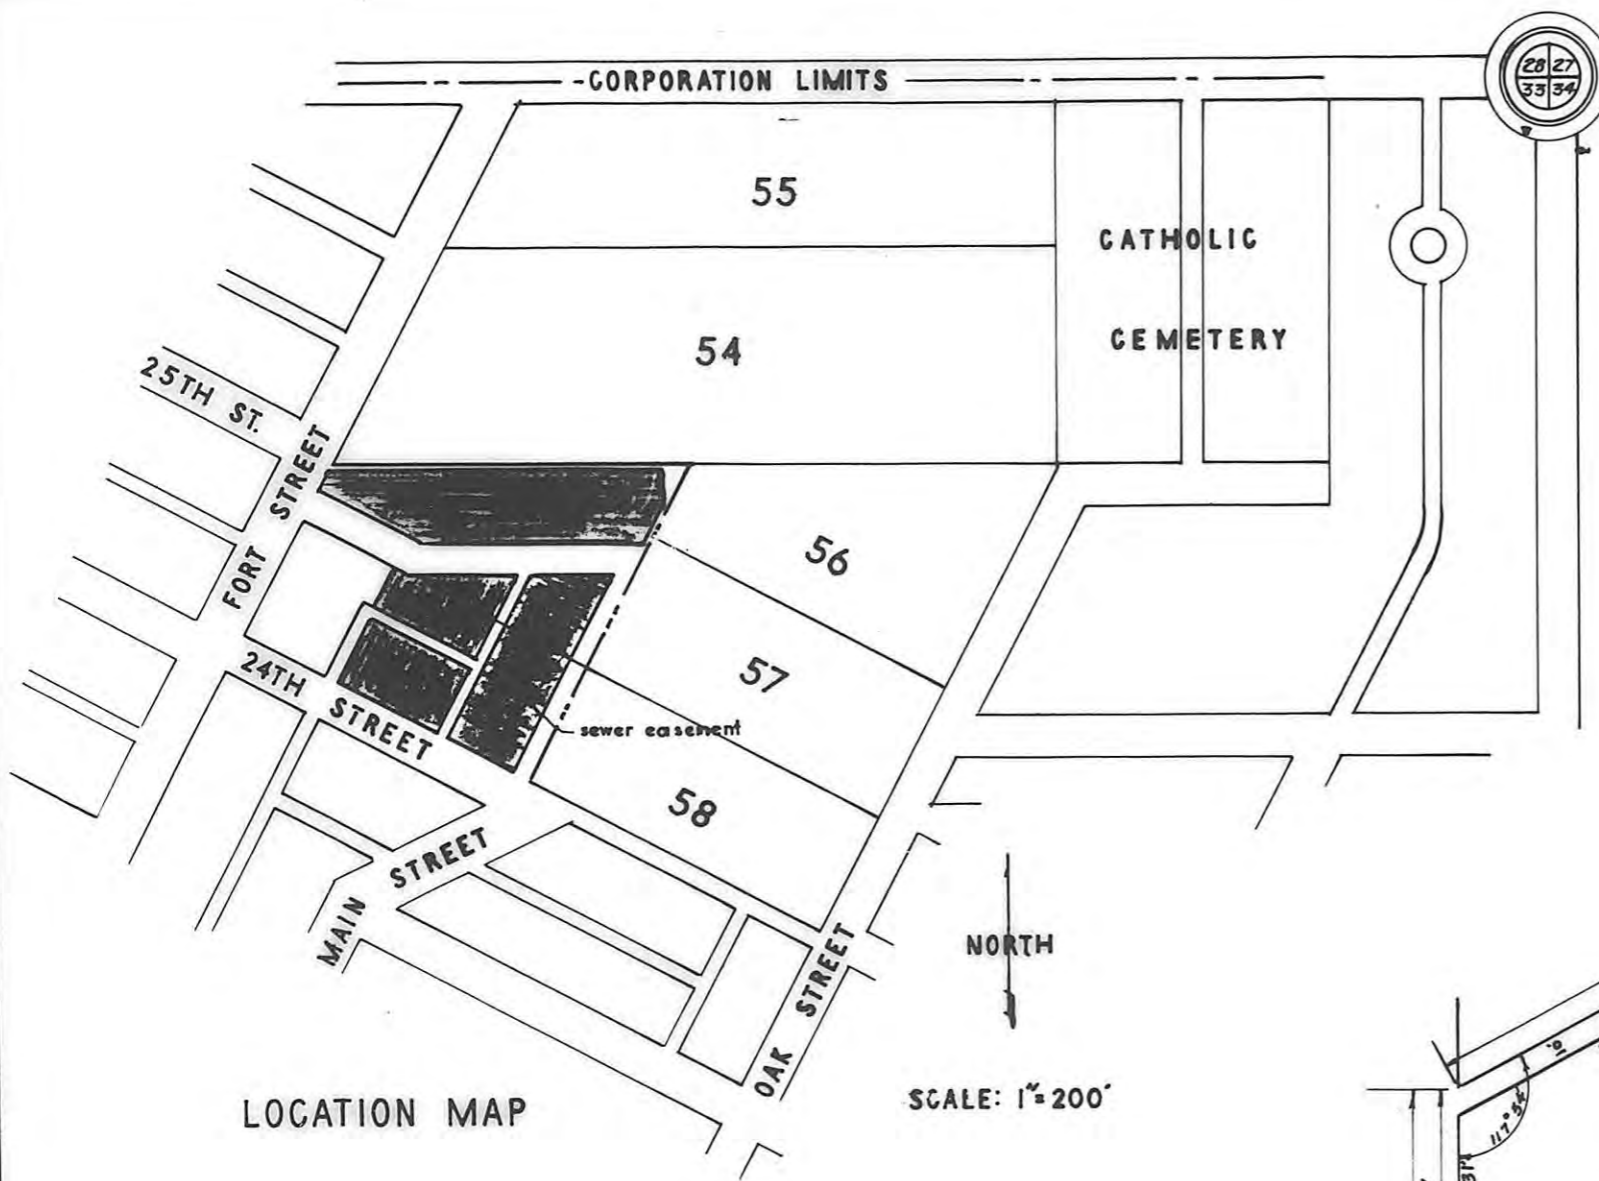 CORPORATION LIMITS
28 27
33 34
55
CATHOLIC
CEMETERY
54
25TH ST.
FORT STREET
56
57
24TH STREET
sewer easement
58
MAIN STREET
OAK STREET
NORTH
LOCATION MAP
SCALE: 1"=200'